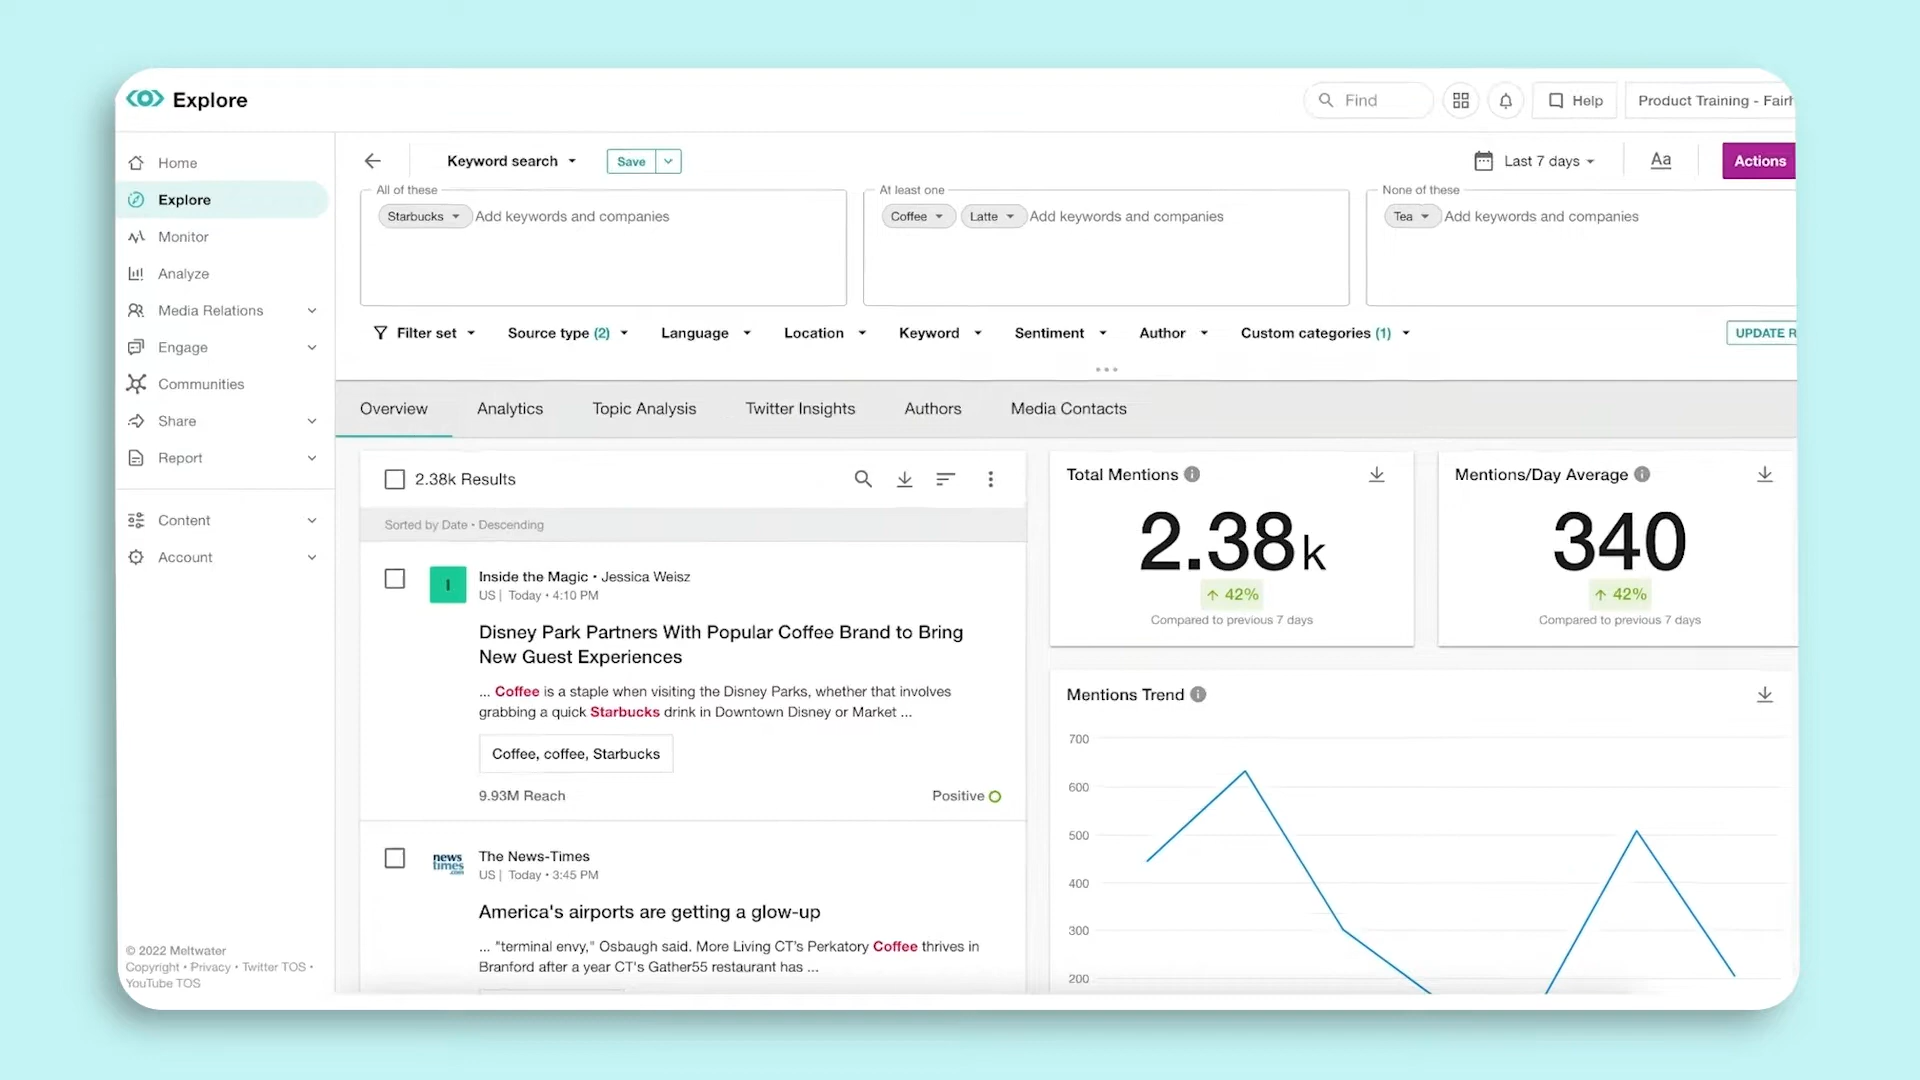 Explore
Find
Help
Product Training - Fairh
Home
Explore
Monitor
Analyze
Media Relations
Engage
Communities
Share
Report
Content
Account
© 2022 Meltwater
Copyright • Privacy • Twitter TOS •
YouTube TOS
Keyword search
Save
Last 7 days
Aa
Actions
All of these
Starbucks Add keywords and companies
At least one
Coffee Latte Add keywords and companies
None of these
Tea Add keywords and companies
Filter set Source type (2) Language Location Keyword Sentiment Author Custom categories (1)
UPDATE R
Overview Analytics Topic Analysis Twitter Insights Authors Media Contacts
2.38k Results
Sorted by Date • Descending
I
Inside the Magic • Jessica Weisz
US | Today • 4:10 PM
Disney Park Partners With Popular Coffee Brand to Bring
New Guest Experiences
... Coffee is a staple when visiting the Disney Parks, whether that involves
grabbing a quick Starbucks drink in Downtown Disney or Market ...
Coffee, coffee, Starbucks
9.93M Reach
Positive
news
times
.com
The News-Times
US | Today • 3:45 PM
America's airports are getting a glow-up
... "terminal envy," Osbaugh said. More Living CT's Perkatory Coffee thrives in
Branford after a year CT's Gather55 restaurant has ...
Total Mentions
2.38k
↑ 42%
Compared to previous 7 days
Mentions/Day Average
340
↑ 42%
Compared to previous 7 days
Mentions Trend
700
600
500
400
300
200